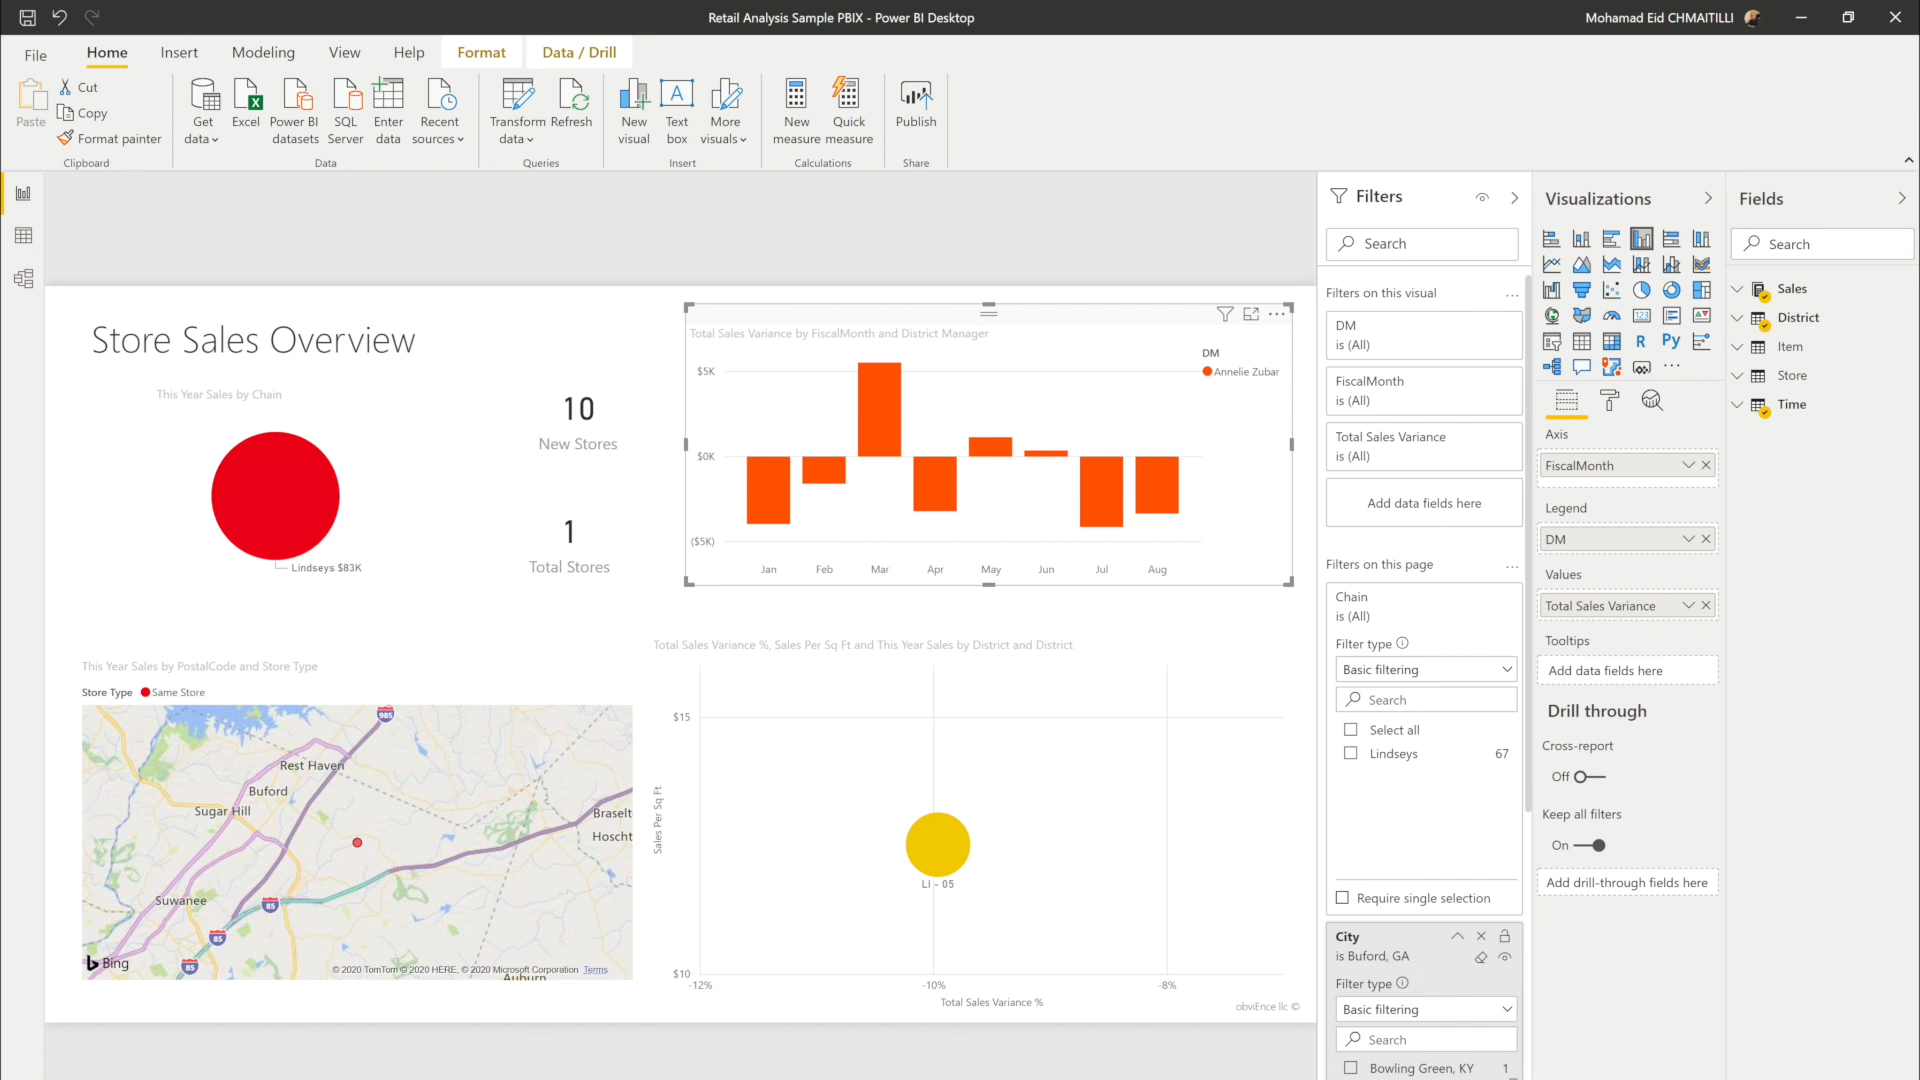 Retail Analysis Sample PBIX - Power BI Desktop
Mohamad Eid CHMAITILLI
File
Home
Insert
Modeling
View
Help
Format
Data / Drill
Paste
Cut
Copy
Format painter
Clipboard
Get data
Excel
Power BI datasets
SQL Server
Enter data
Recent sources
Data
Transform data
Refresh
Queries
New visual
Text box
More visuals
Insert
New measure
Quick measure
Calculations
Publish
Share
Store Sales Overview
This Year Sales by Chain
Lindseys $83K
10
New Stores
1
Total Stores
Total Sales Variance by FiscalMonth and District Manager
DM
Annelie Zubar
$5K
$0K
($5K)
Jan
Feb
Mar
Apr
May
Jun
Jul
Aug
This Year Sales by PostalCode and Store Type
Store Type Same Store
985
Rest Haven
Buford
Sugar Hill
Braselt
Hoscht
Suwanee
85
85
85
Bing
© 2020 TomTom © 2020 HERE, © 2020 Microsoft Corporation Terms
Auburn
Total Sales Variance %, Sales Per Sq Ft and This Year Sales by District and District
$15
Sales Per Sq Ft
LI - 05
$10
-12%
-10%
-8%
Total Sales Variance %
obviEnce llc ©
Filters
Search
Filters on this visual
DM
is (All)
FiscalMonth
is (All)
Total Sales Variance
is (All)
Add data fields here
Filters on this page
Chain
is (All)
Filter type
Basic filtering
Search
Select all
Lindseys 67
Require single selection
City
is Buford, GA
Filter type
Basic filtering
Search
Bowling Green, KY 1
Visualizations
123
R
Py
Axis
FiscalMonth
Legend
DM
Values
Total Sales Variance
Tooltips
Add data fields here
Drill through
Cross-report
Off
Keep all filters
On
Add drill-through fields here
Fields
Search
Sales
District
Item
Store
Time